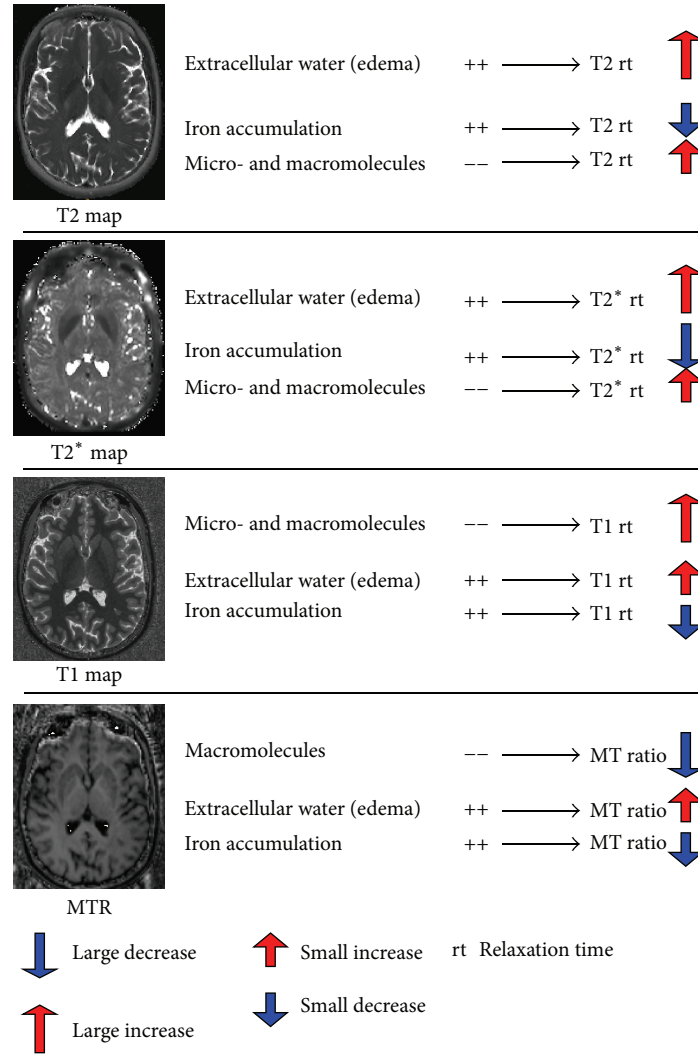 Extracellular water (edema) ++ T2 rt
Iron accumulation ++ T2 rt
Micro- and macromolecules −− T2 rt
T2 map
Extracellular water (edema) ++ T2* rt
Iron accumulation ++ T2* rt
Micro- and macromolecules −− T2* rt
T2* map
Micro- and macromolecules −− T1 rt
Extracellular water (edema) ++ T1 rt
Iron accumulation ++ T1 rt
T1 map
Macromolecules −− MT ratio
Extracellular water (edema) ++ MT ratio
Iron accumulation ++ MT ratio
MTR
Large decrease Small increase rt Relaxation time
Small decrease
Large increase